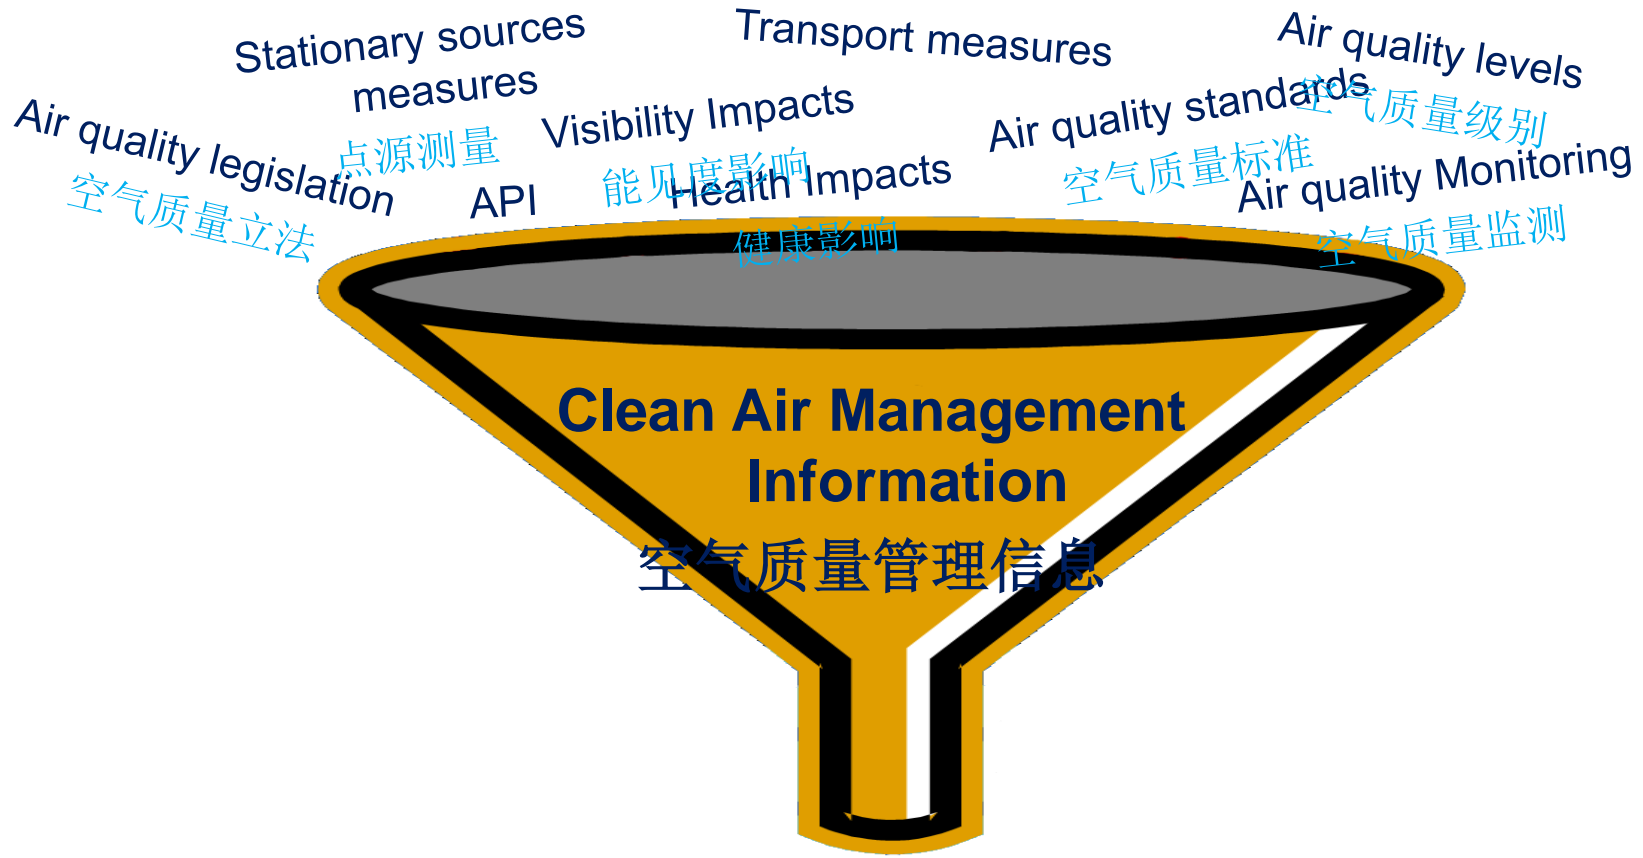 Stationary sources
measures
点源测量
Transport measures
Air quality levels
空气质量级别
Air quality legislation
空气质量立法
API
Visibility Impacts
能见度影响
Health Impacts
健康影响
Air quality standards
空气质量标准
Air quality Monitoring
空气质量监测
Clean Air Management
Information
空气质量管理信息